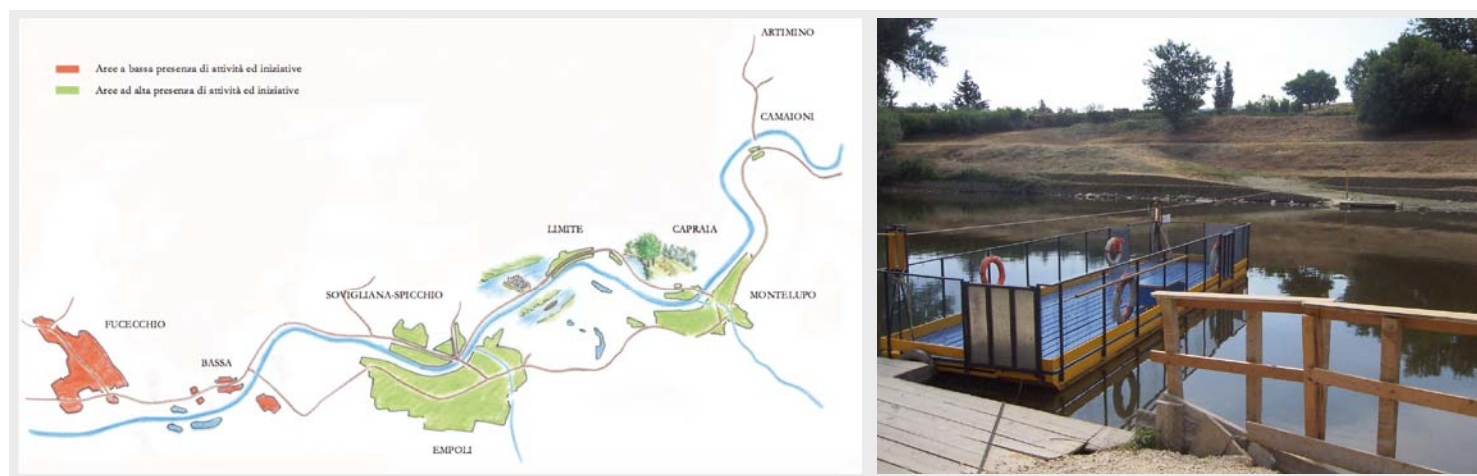 ARTIMINO
Aree a bassa presenza di attività ed iniziative
Aree ad alta presenza di attività ed iniziative
CAMAIONI
LIMITE
CAPRAIA
SOVIGLIANA-SPICCHIO
MONTELUPO
FUCECCHIO
BASSA
EMPOLI